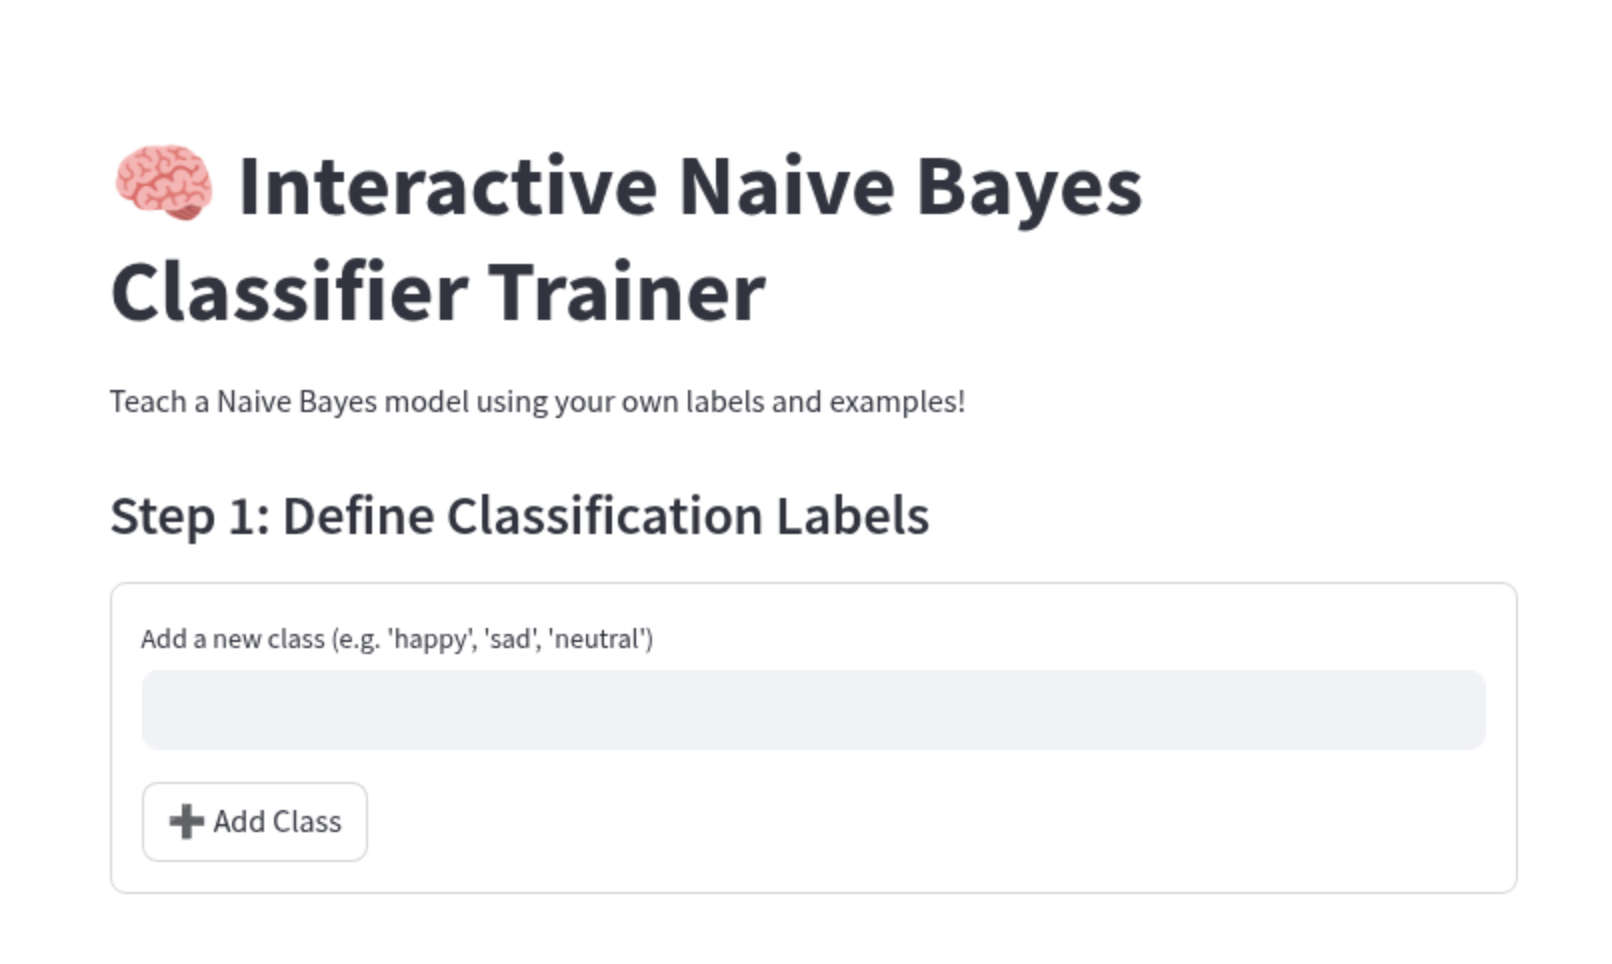 🧠 Interactive Naive Bayes
Classifier Trainer
Teach a Naive Bayes model using your own labels and examples!
Step 1: Define Classification Labels
Add a new class (e.g. 'happy', 'sad', 'neutral')
➕ Add Class